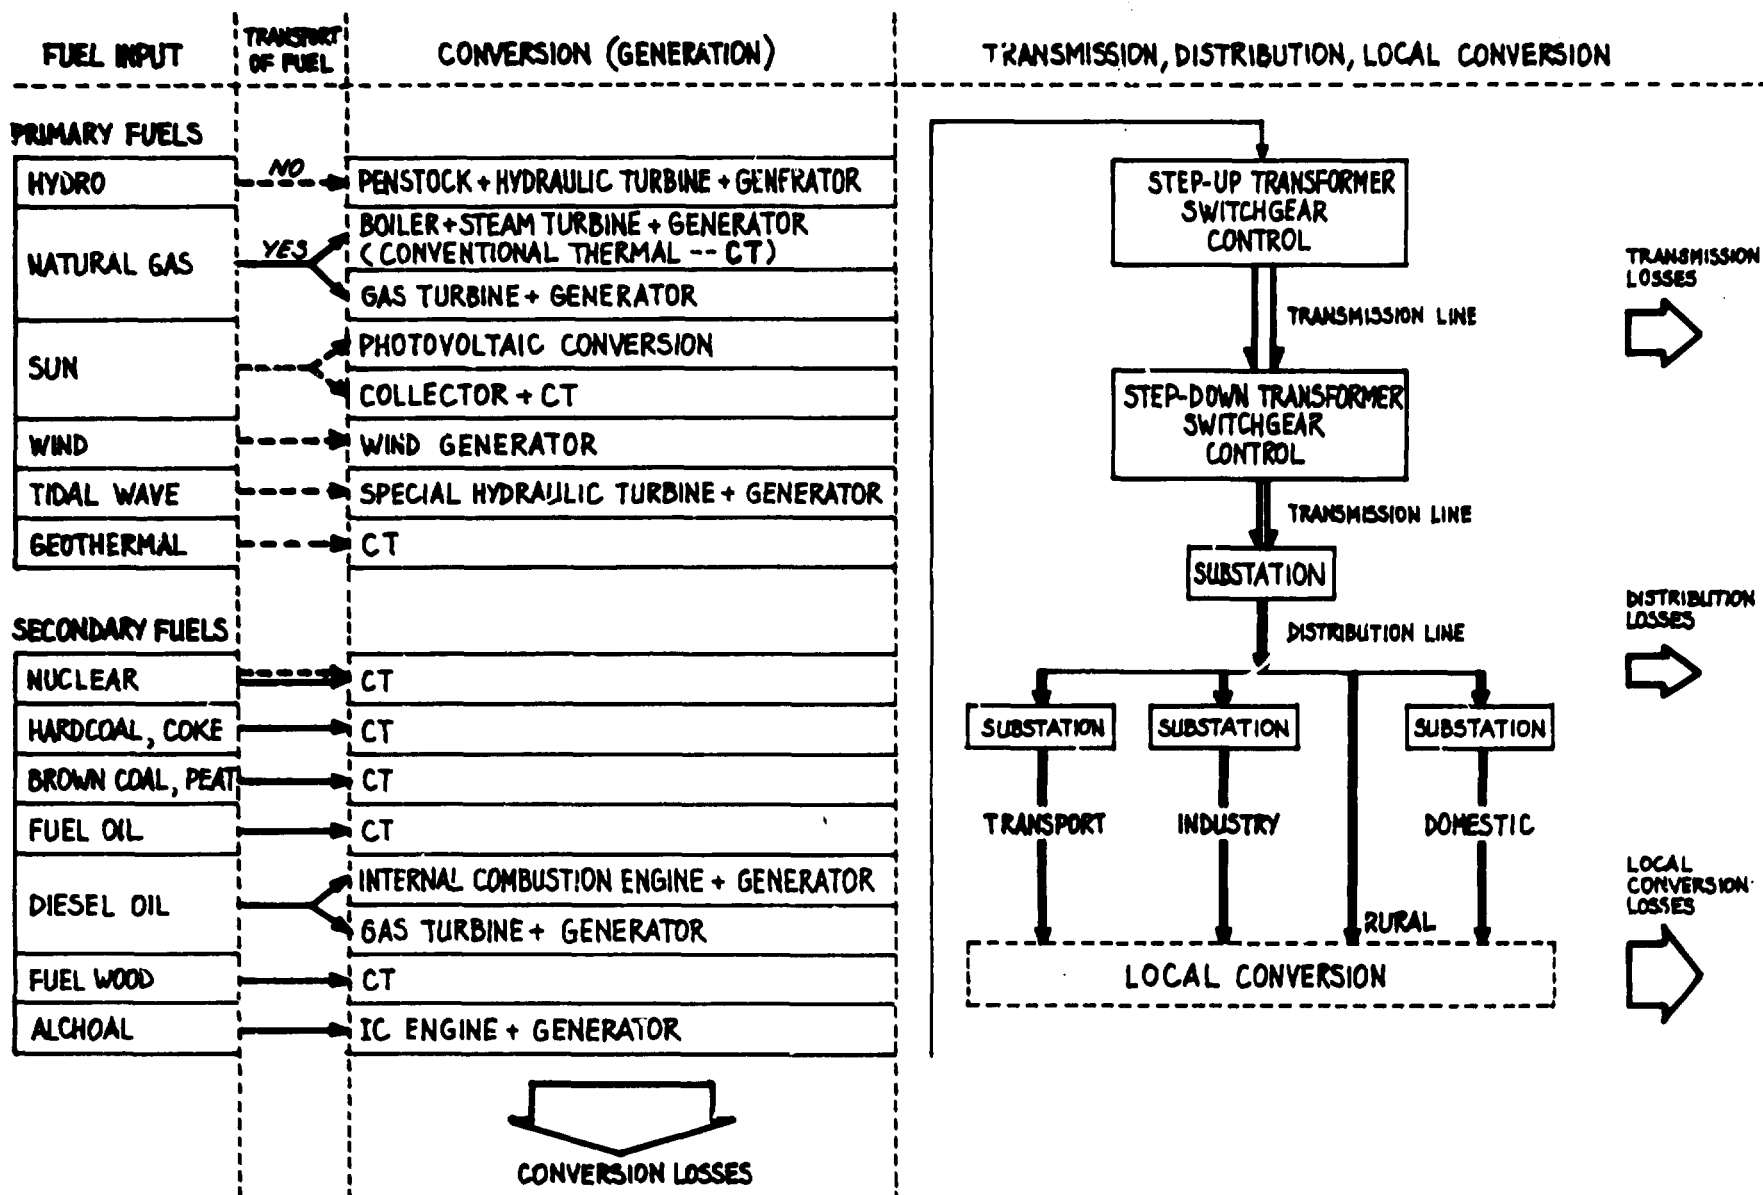 FUEL INPUT
TRANSPORT
OF FUEL
CONVERSION (GENERATION)
TRANSMISSION, DISTRIBUTION, LOCAL CONVERSION
PRIMARY FUELS
HYDRO
NO
PENSTOCK + HYDRAULIC TURBINE + GENERATOR
NATURAL GAS
YES
BOILER + STEAM TURBINE + GENERATOR
(CONVENTIONAL THERMAL -- CT)
GAS TURBINE + GENERATOR
SUN
PHOTOVOLTAIC CONVERSION
COLLECTOR + CT
WIND
WIND GENERATOR
TIDAL WAVE
SPECIAL HYDRAULIC TURBINE + GENERATOR
GEOTHERMAL
CT
SECONDARY FUELS
NUCLEAR
CT
HARDCOAL, COKE
CT
BROWN COAL, PEAT
CT
FUEL OIL
CT
DIESEL OIL
INTERNAL COMBUSTION ENGINE + GENERATOR
GAS TURBINE + GENERATOR
FUEL WOOD
CT
ALCHOAL
IC ENGINE + GENERATOR
CONVERSION LOSSES
STEP-UP TRANSFORMER
SWITCHGEAR
CONTROL
TRANSMISSION LINE
STEP-DOWN TRANSFORMER
SWITCHGEAR
CONTROL
TRANSMISSION LINE
SUBSTATION
DISTRIBUTION LINE
SUBSTATION
SUBSTATION
SUBSTATION
TRANSPORT
INDUSTRY
DOMESTIC
RURAL
LOCAL CONVERSION
TRANSMISSION
LOSSES
DISTRIBUTION
LOSSES
LOCAL
CONVERSION
LOSSES